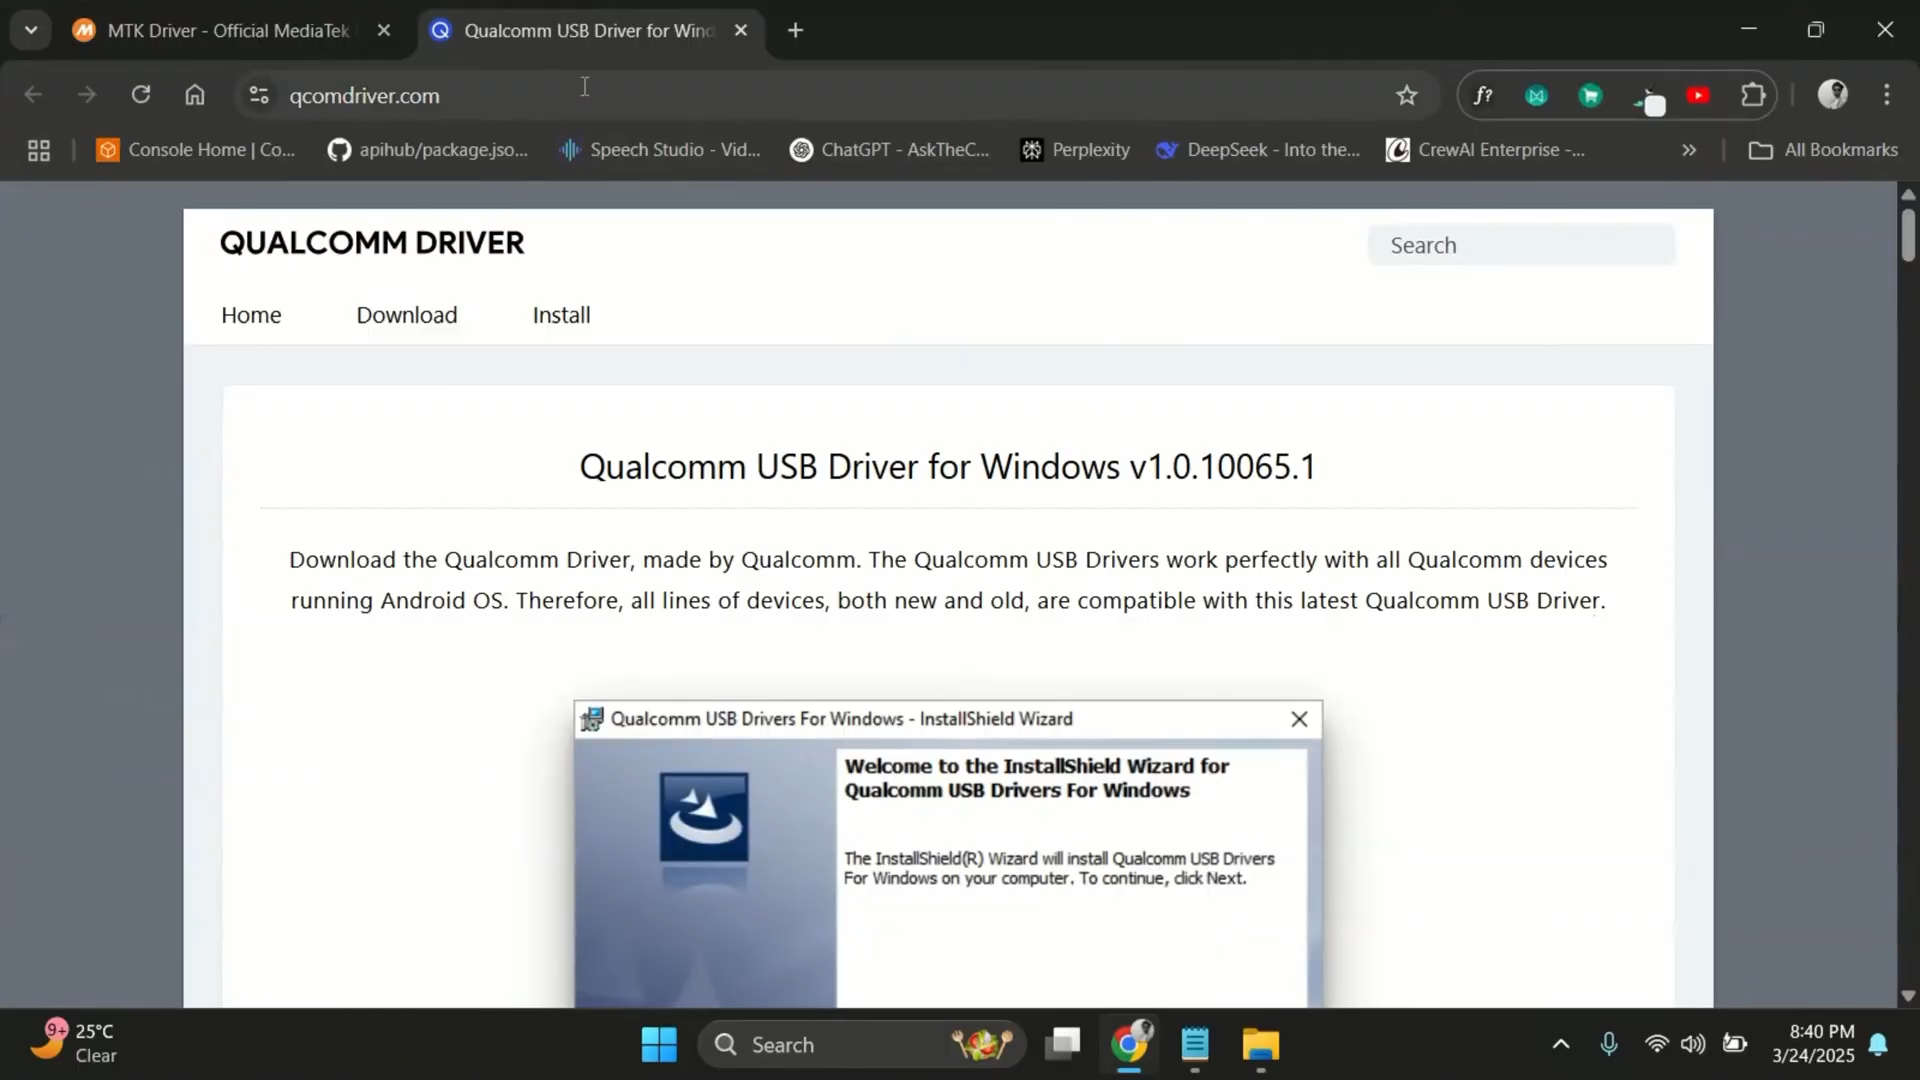 MTK Driver - Official MediaTek
Qualcomm USB Driver for Wind
qcomdriver.com
f?
Console Home | Co...
apihub/package.jso...
Speech Studio - Vid...
ChatGPT - AskTheC...
Perplexity
DeepSeek - Into the...
CrewAI Enterprise -...
All Bookmarks
QUALCOMM DRIVER
Search
Home
Download
Install
Qualcomm USB Driver for Windows v1.0.10065.1
Download the Qualcomm Driver, made by Qualcomm. The Qualcomm USB Drivers work perfectly with all Qualcomm devices
running Android OS. Therefore, all lines of devices, both new and old, are compatible with this latest Qualcomm USB Driver.
Qualcomm USB Drivers For Windows - InstallShield Wizard
Welcome to the InstallShield Wizard for
Qualcomm USB Drivers For Windows
The InstallShield(R) Wizard will install Qualcomm USB Drivers
For Windows on your computer. To continue, click Next.
9+
25°C
Clear
Search
8:40 PM
3/24/2025